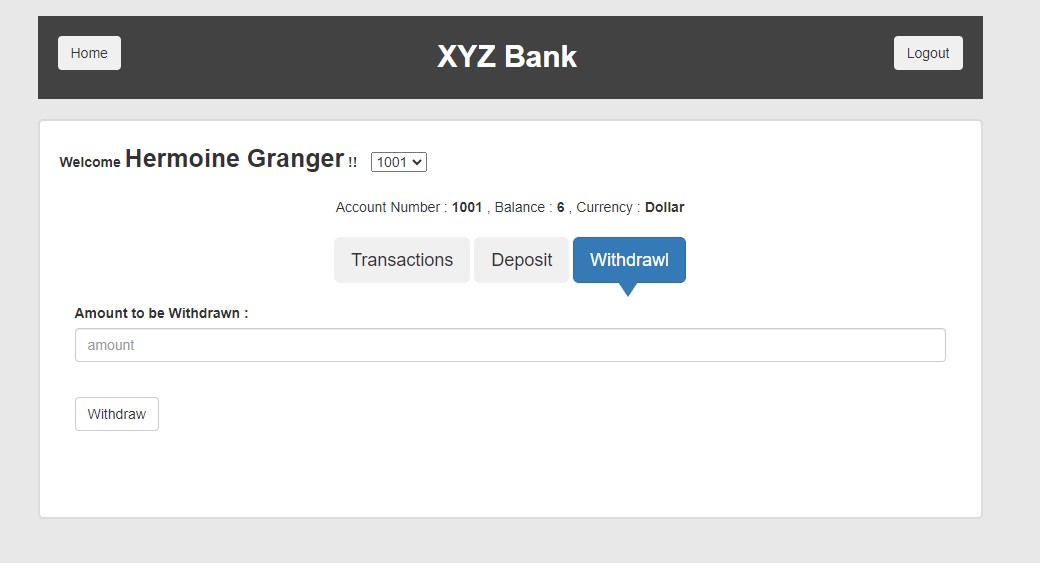 Home XYZ Bank Logout
Welcome Hermoine Granger !! 1001
Account Number : 1001 , Balance : 6 , Currency : Dollar
Transactions Deposit Withdrawl
Amount to be Withdrawn :
amount
Withdraw